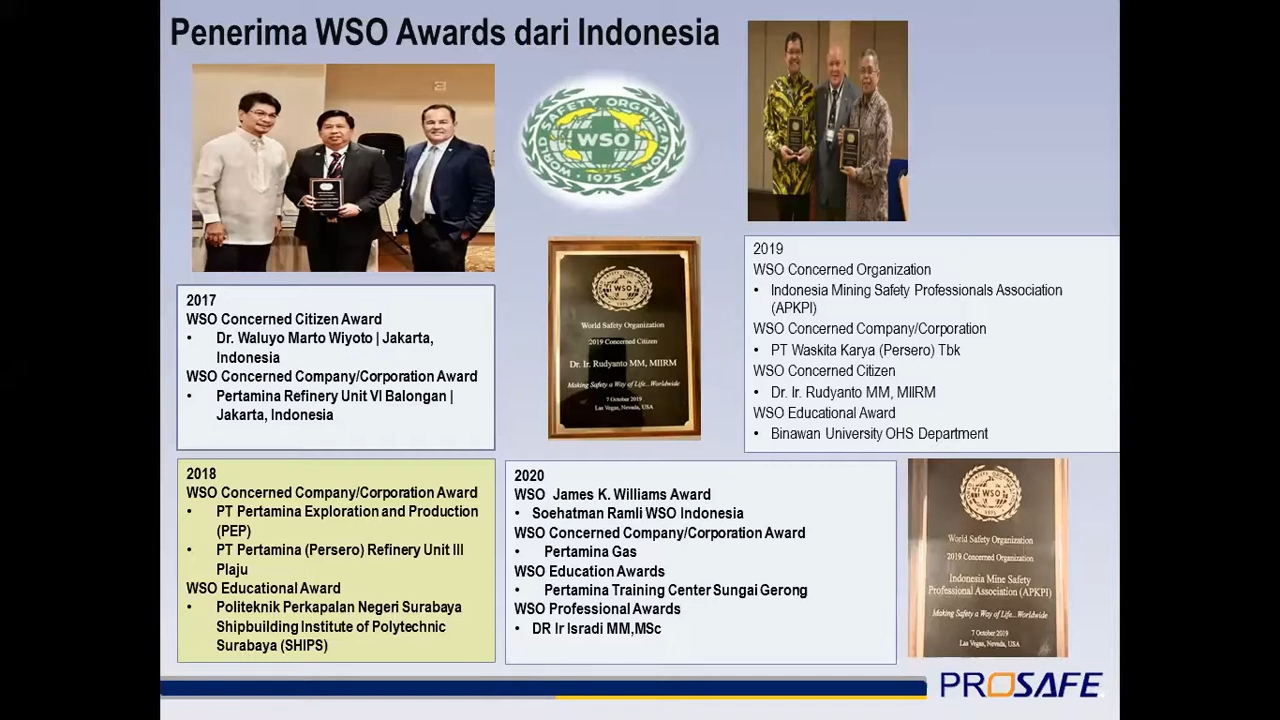 Penerima WSO Awards dari Indonesia
WORLD SAFETY ORGANIZATION
WSO
1975
2017
WSO Concerned Citizen Award
• Dr. Waluyo Marto Wiyoto | Jakarta,
Indonesia
WSO Concerned Company/Corporation Award
• Pertamina Refinery Unit VI Balongan |
Jakarta, Indonesia
WSO
1975
World Safety Organization
2019 Concerned Citizen
Dr. Ir. Rudyanto MM, MIIRM
Making Safety a Way of Life...Worldwide
7 October 2019
Las Vegas, Nevada, USA
2019
WSO Concerned Organization
• Indonesia Mining Safety Professionals Association
(APKPI)
WSO Concerned Company/Corporation
• PT Waskita Karya (Persero) Tbk
WSO Concerned Citizen
• Dr. Ir. Rudyanto MM, MIIRM
WSO Educational Award
• Binawan University OHS Department
2018
WSO Concerned Company/Corporation Award
• PT Pertamina Exploration and Production
(PEP)
• PT Pertamina (Persero) Refinery Unit III
Plaju
WSO Educational Award
• Politeknik Perkapalan Negeri Surabaya
Shipbuilding Institute of Polytechnic
Surabaya (SHIPS)
2020
WSO James K. Williams Award
• Soehatman Ramli WSO Indonesia
WSO Concerned Company/Corporation Award
• Pertamina Gas
WSO Education Awards
• Pertamina Training Center Sungai Gerong
WSO Professional Awards
• DR Ir Isradi MM,MSc
WSO
World Safety Organization
2019 Concerned Organization
Indonesia Mine Safety
Professional Association (APKPI)
Making Safety a Way of Life...Worldwide
7 October 2019
Las Vegas, Nevada, USA
PROSAFE